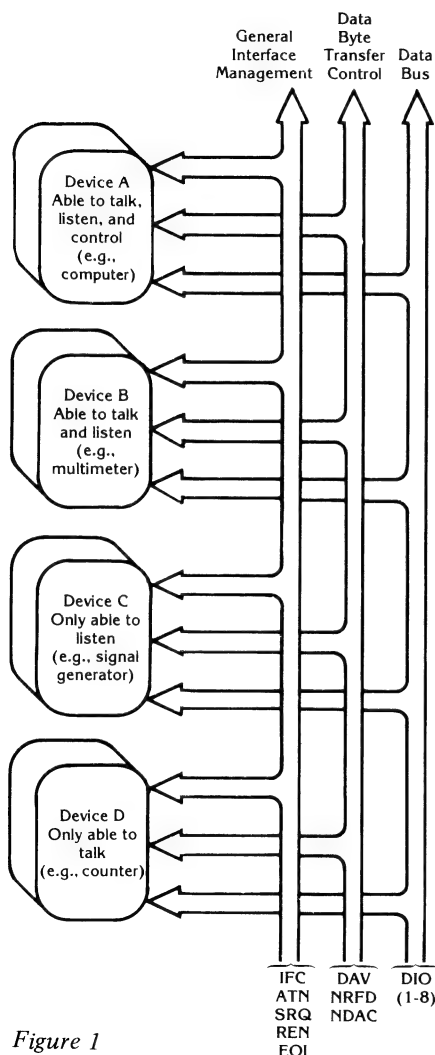 General
Interface
Management
Data
Byte
Transfer
Control
Data
Bus
Device A
Able to talk,
listen, and
control
(e.g.,
computer)
Device B
Able to talk
and listen
(e.g.,
multimeter)
Device C
Only able to
listen
(e.g., signal
generator)
Device D
Only able to
talk
(e.g., counter)
IFC
ATN
SRQ
REN
EOI
DAV
NRFD
NDAC
DIO
(1-8)
Figure 1